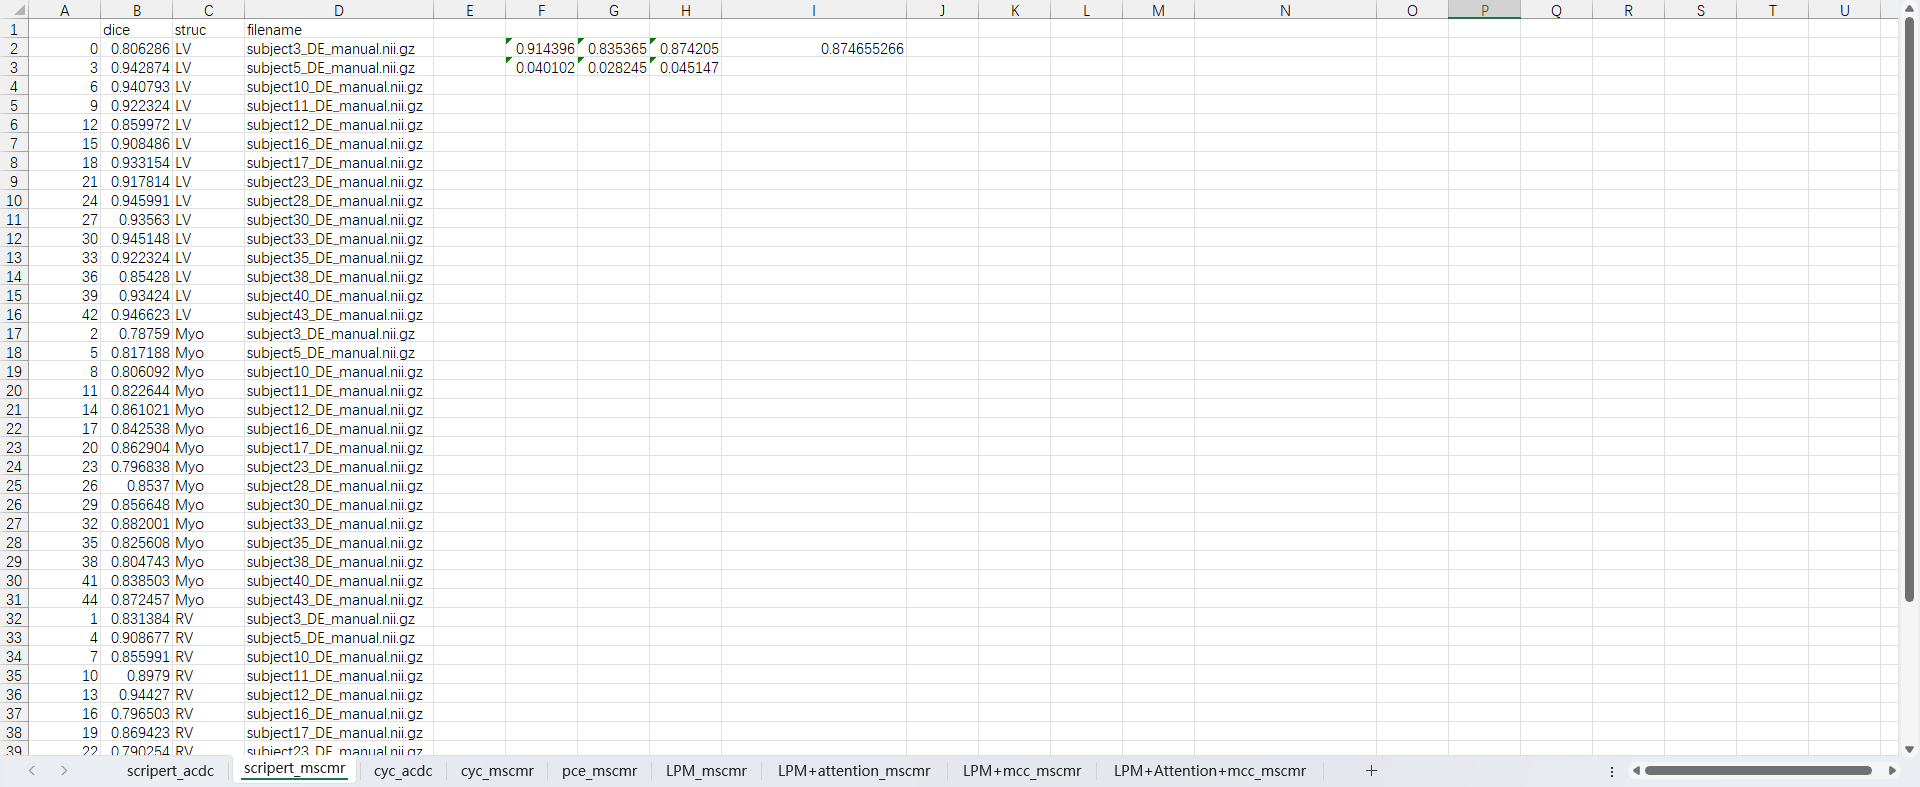 A B C D E F G H I J K L M N O P Q R S T U
1 dice struc filename
2 0 0.806286 LV subject3_DE_manual.nii.gz 0.914396 0.835365 0.874205 0.874655266
3 3 0.942874 LV subject5_DE_manual.nii.gz 0.040102 0.028245 0.045147
4 6 0.940793 LV subject10_DE_manual.nii.gz
5 9 0.922324 LV subject11_DE_manual.nii.gz
6 12 0.859972 LV subject12_DE_manual.nii.gz
7 15 0.908486 LV subject16_DE_manual.nii.gz
8 18 0.933154 LV subject17_DE_manual.nii.gz
9 21 0.917814 LV subject23_DE_manual.nii.gz
10 24 0.945991 LV subject28_DE_manual.nii.gz
11 27 0.93563 LV subject30_DE_manual.nii.gz
12 30 0.945148 LV subject33_DE_manual.nii.gz
13 33 0.922324 LV subject35_DE_manual.nii.gz
14 36 0.85428 LV subject38_DE_manual.nii.gz
15 39 0.93424 LV subject40_DE_manual.nii.gz
16 42 0.946623 LV subject43_DE_manual.nii.gz
17 2 0.78759 Myo subject3_DE_manual.nii.gz
18 5 0.817188 Myo subject5_DE_manual.nii.gz
19 8 0.806092 Myo subject10_DE_manual.nii.gz
20 11 0.822644 Myo subject11_DE_manual.nii.gz
21 14 0.861021 Myo subject12_DE_manual.nii.gz
22 17 0.842538 Myo subject16_DE_manual.nii.gz
23 20 0.862904 Myo subject17_DE_manual.nii.gz
24 23 0.796838 Myo subject23_DE_manual.nii.gz
25 26 0.8537 Myo subject28_DE_manual.nii.gz
26 29 0.856648 Myo subject30_DE_manual.nii.gz
27 32 0.882001 Myo subject33_DE_manual.nii.gz
28 35 0.825608 Myo subject35_DE_manual.nii.gz
29 38 0.804743 Myo subject38_DE_manual.nii.gz
30 41 0.838503 Myo subject40_DE_manual.nii.gz
31 44 0.872457 Myo subject43_DE_manual.nii.gz
32 1 0.831384 RV subject3_DE_manual.nii.gz
33 4 0.908677 RV subject5_DE_manual.nii.gz
34 7 0.855991 RV subject10_DE_manual.nii.gz
35 10 0.8979 RV subject11_DE_manual.nii.gz
36 13 0.94427 RV subject12_DE_manual.nii.gz
37 16 0.796503 RV subject16_DE_manual.nii.gz
38 19 0.869423 RV subject17_DE_manual.nii.gz
39 22 0.790254 RV subject23_DE_manual.nii.gz
scripert_acdc scripert_mscmr cyc_acdc cyc_mscmr pce_mscmr LPM_mscmr LPM+attention_mscmr LPM+mcc_mscmr LPM+Attention+mcc_mscmr